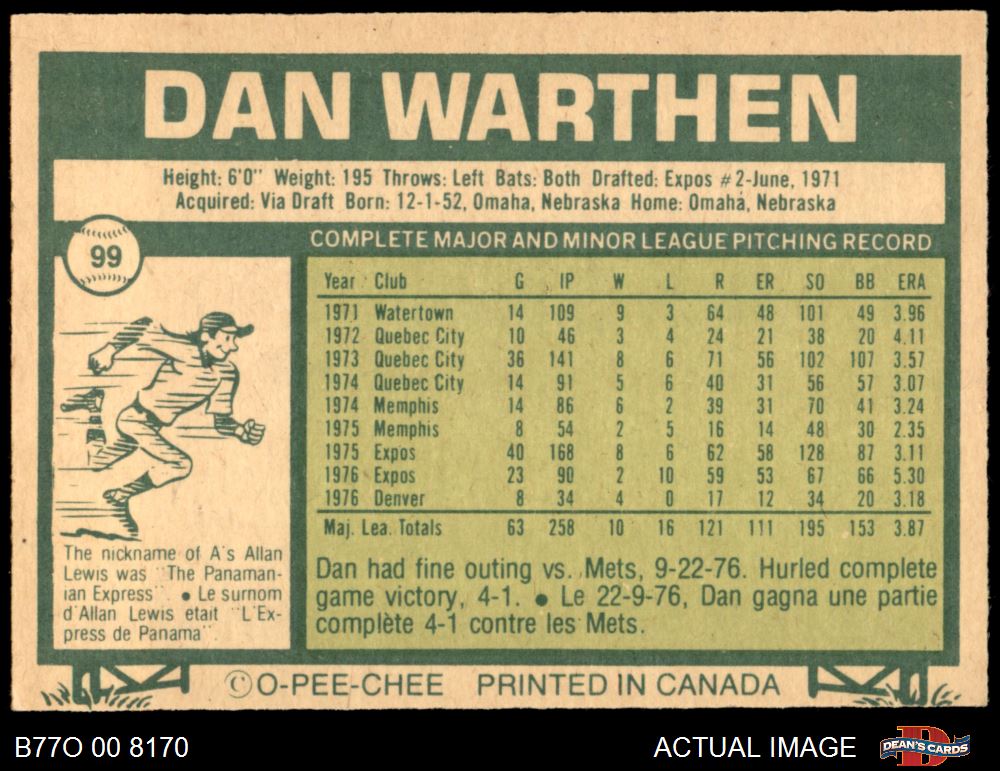 DAN WARTHEN
Height: 6'0" Weight: 195 Throws: Left Bats: Both Drafted: Expos #2-June, 1971
Acquired: Via Draft Born: 12-1-52, Omaha, Nebraska Home: Omaha, Nebraska
99
COMPLETE MAJOR AND MINOR LEAGUE PITCHING RECORD
Year Club G IP W L R ER SO BB ERA
1971 Watertown 14 109 9 3 64 48 101 49 3.96
1972 Quebec City 10 46 3 4 24 21 38 20 4.11
1973 Quebec City 36 141 8 6 71 56 102 107 3.57
1974 Quebec City 14 91 5 6 40 31 56 57 3.07
1974 Memphis 14 86 6 2 39 31 70 41 3.24
1975 Memphis 8 54 2 5 16 14 48 30 2.35
1975 Expos 40 168 8 6 62 58 128 87 3.11
1976 Expos 23 90 2 10 59 53 67 66 5.30
1976 Denver 8 34 4 0 17 12 34 20 3.18
Maj. Lea. Totals 63 258 10 16 121 111 195 153 3.87
The nickname of A's Allan
Lewis was "The Panaman-
ian Express". ● Le surnom
d'Allan Lewis etait "L'Ex-
press de Panama".
Dan had fine outing vs. Mets, 9-22-76. Hurled complete
game victory, 4-1. ● Le 22-9-76, Dan gagna une partie
complète 4-1 contre les Mets.
©O-PEE-CHEE PRINTED IN CANADA
B77O 00 8170
ACTUAL IMAGE
DEAN'S CARDS